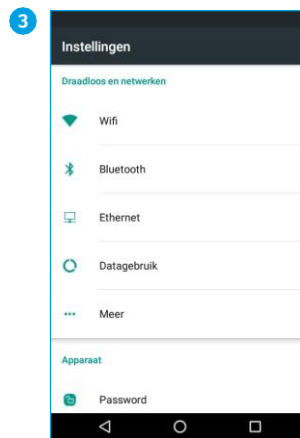 3
Instellingen
Draadloos en netwerken
Wifi
Bluetooth
Ethernet
Datagebruik
Meer
Apparaat
Password